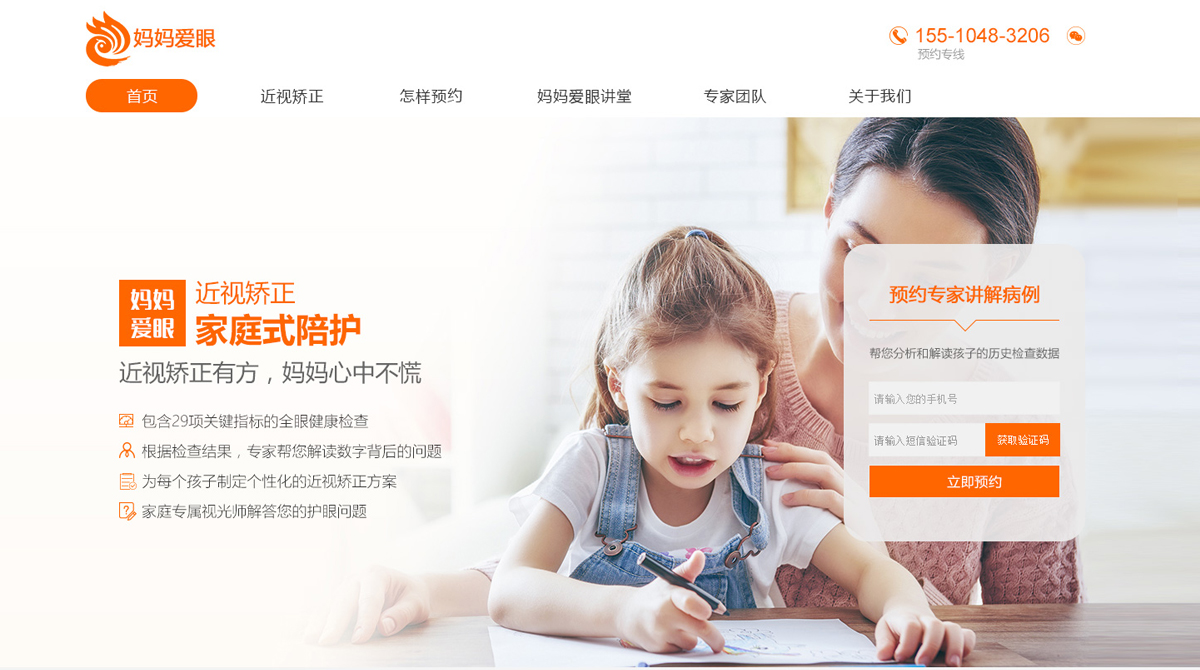 妈妈爱眼
155-1048-3206
预约专线
首页
近视矫正
怎样预约
妈妈爱眼讲堂
专家团队
关于我们
妈妈
爱眼
近视矫正
家庭式陪护
近视矫正有方，妈妈心中不慌
包含29项关键指标的全眼健康检查
根据检查结果，专家帮您解读数字背后的问题
为每个孩子制定个性化的近视矫正方案
家庭专属视光师解答您的护眼问题
预约专家讲解病例
帮您分析和解读孩子的历史检查数据
请输入您的手机号
请输入短信验证码
获取验证码
立即预约